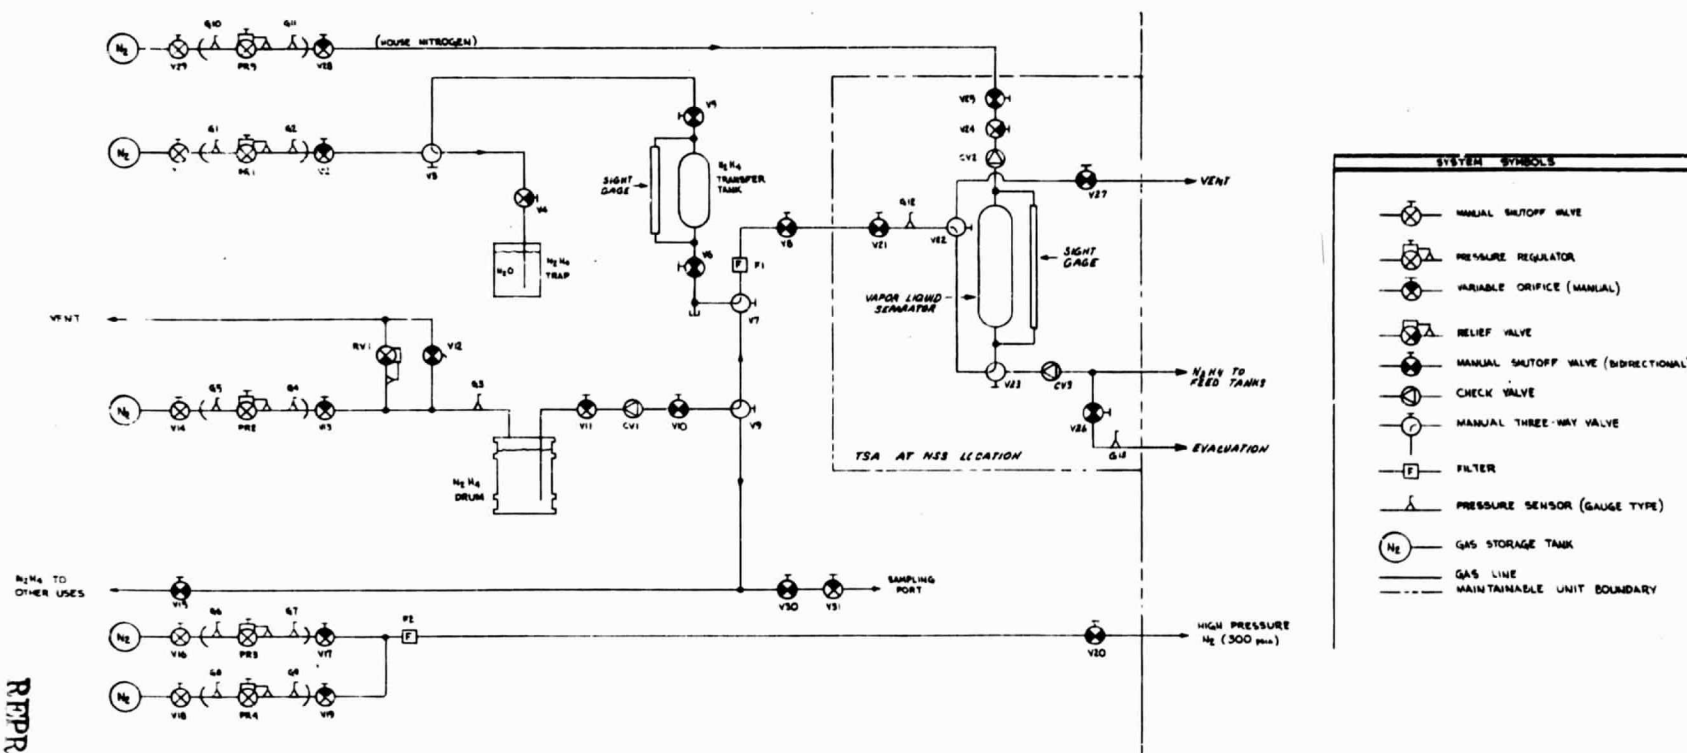 G10 G11
N2 (HOUSE NITROGEN)
V29 PR5 V28
V5
V25
G1 G2
N2
V24
PR1
V3
CV2
SIGHT
GAGE
N2H4
TRANSFER
TANK
V27
VENT
V4
G12
V8 V21 V22
H2O
N2H4
TRAP
V6
F F1
SIGHT
GAGE
VAPOR LIQUID
SEPARATOR
V7
VENT
RV1 V12
V23 CV3
N2H4 TO
FEED TANKS
G5 G4 G3
N2
V14 PR2 V13
V11 CV1 V10 V9
V26
G13
EVACUATION
TSA AT NSS LOCATION
N2H4
DRUM
N2H4 TO
OTHER USES
V15
V30 V31
SAMPLING
PORT
G6 G7 F2
N2 F
V16 PR3 V17
V20
HIGH PRESSURE
N2 (300 psia)
G8 G9
N2
V18 PR4 V19
SYSTEM SYMBOLS
MANUAL SHUTOFF VALVE
PRESSURE REGULATOR
VARIABLE ORIFICE (MANUAL)
RELIEF VALVE
MANUAL SHUTOFF VALVE (BIDIRECTIONAL)
CHECK VALVE
MANUAL THREE-WAY VALVE
F FILTER
PRESSURE SENSOR (GAUGE TYPE)
N2 GAS STORAGE TANK
GAS LINE
MAINTAINABLE UNIT BOUNDARY
REPR